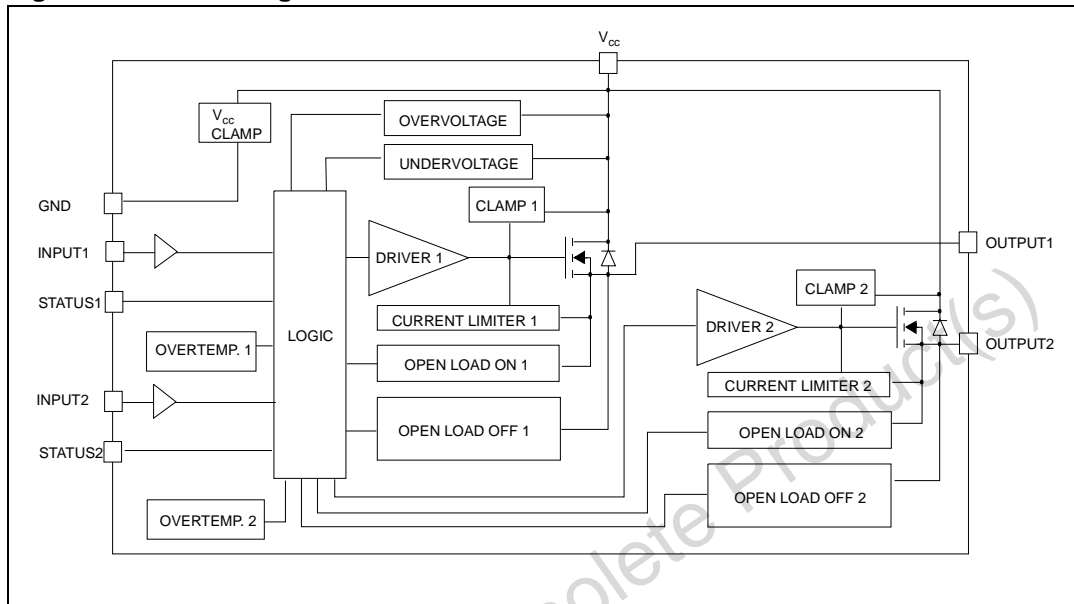 Vcc
Vcc
CLAMP
OVERVOLTAGE
UNDERVOLTAGE
GND
CLAMP 1
INPUT1
DRIVER 1
OUTPUT1
CLAMP 2
STATUS1
LOGIC
CURRENT LIMITER 1
DRIVER 2
OVERTEMP. 1
OPEN LOAD ON 1
OUTPUT2
INPUT2
CURRENT LIMITER 2
OPEN LOAD OFF 1
OPEN LOAD ON 2
STATUS2
OPEN LOAD OFF 2
OVERTEMP. 2
solete Product(s)